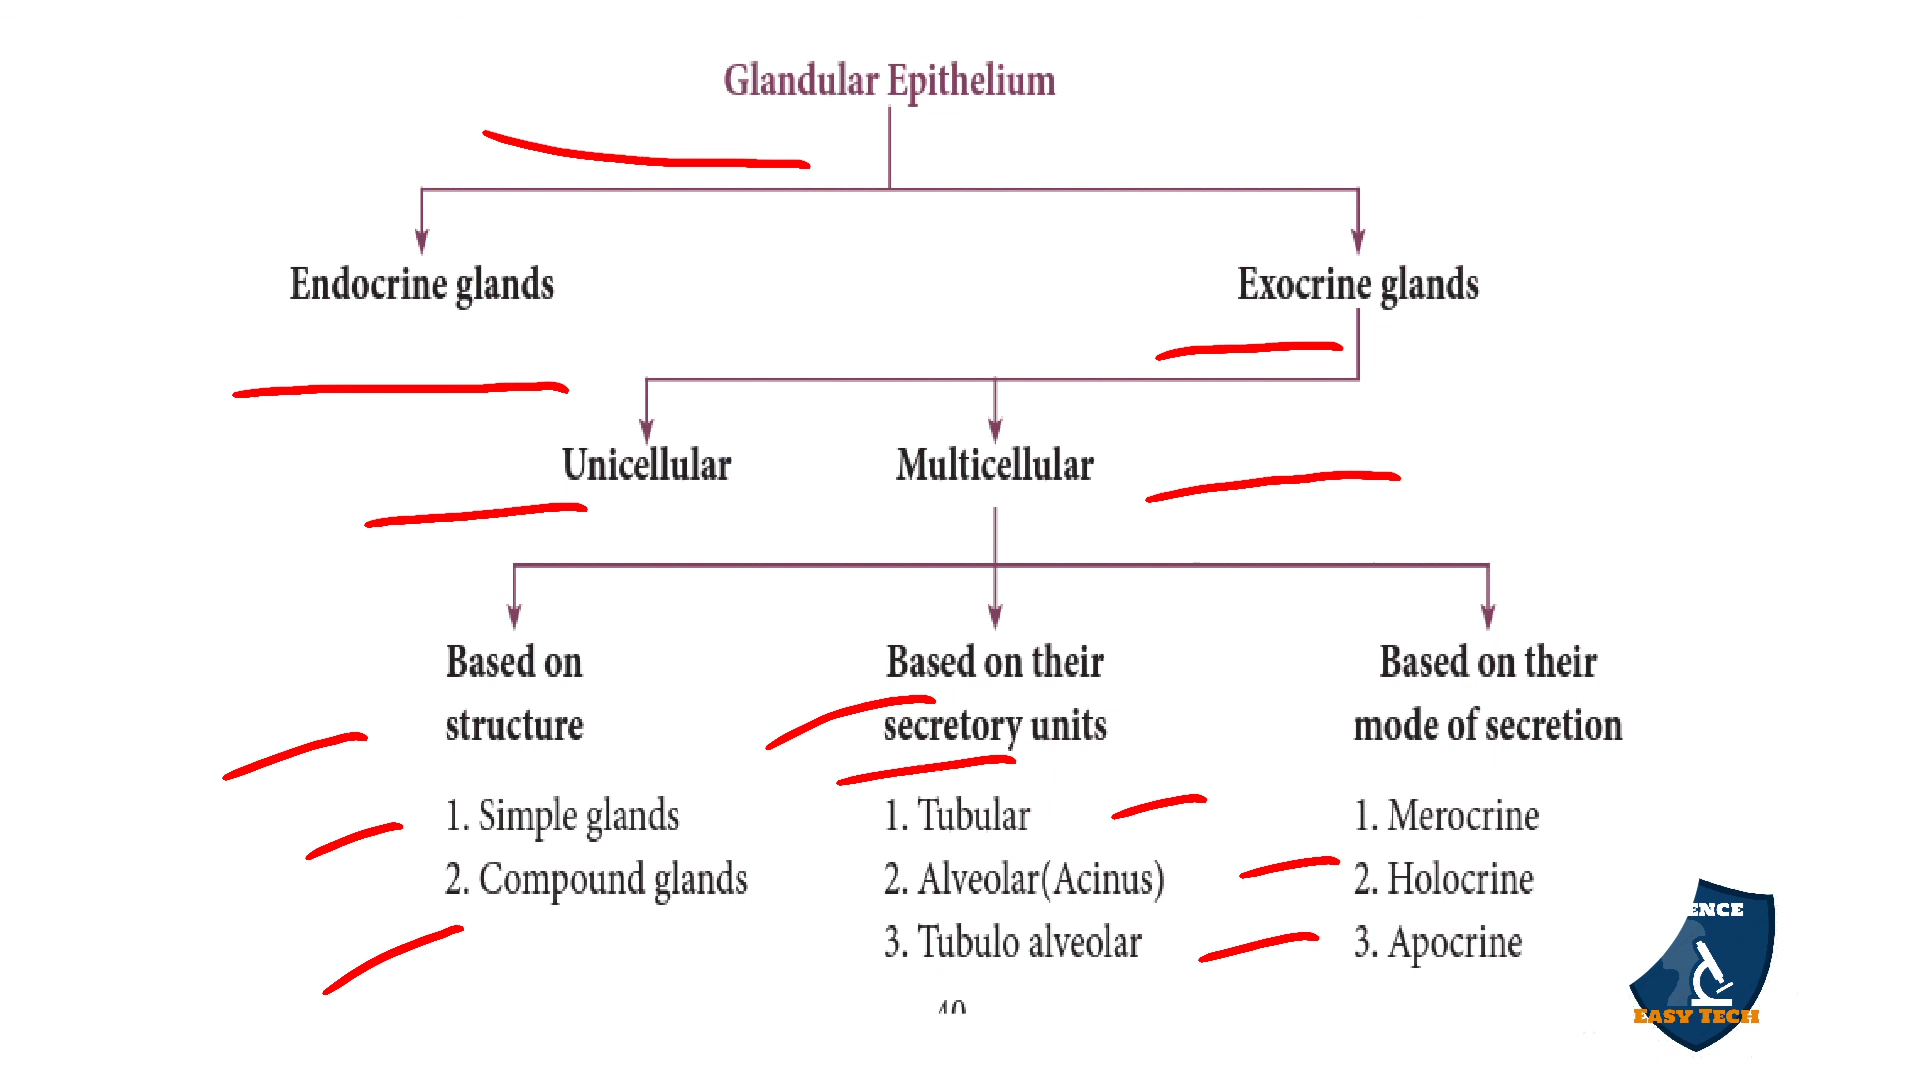 Glandular Epithelium
Endocrine glands
Exocrine glands
Unicellular
Multicellular
Based on
structure
1. Simple glands
2. Compound glands
Based on their
secretory units
1. Tubular
2. Alveolar(Acinus)
3. Tubulo alveolar
Based on their
mode of secretion
1. Merocrine
2. Holocrine
3. Apocrine
ENCE
EASY TECH